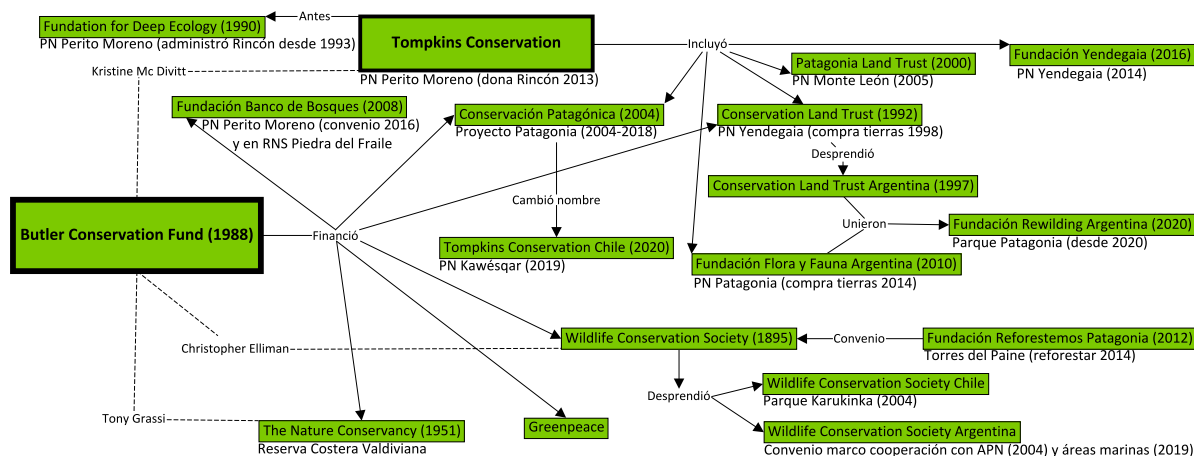 Fundation for Deep Ecology (1990)
Antes
PN Perito Moreno (administró Rincón desde 1993)
Tompkins Conservation
PN Perito Moreno (dona Rincón 2013)
Incluyó
Fundación Yendegaia (2016)
PN Yendegaia (2014)
Patagonia Land Trust (2000)
PN Monte León (2005)
Kristine Mc Divitt
Fundación Banco de Bosques (2008)
PN Perito Moreno (convenio 2016)
y en RNS Piedra del Fraile
Conservación Patagónica (2004)
Proyecto Patagonia (2004-2018)
Conservation Land Trust (1992)
PN Yendegaia (compra tierras 1998)
Desprendió
Conservation Land Trust Argentina (1997)
Cambió nombre
Unieron
Fundación Rewilding Argentina (2020)
Parque Patagonia (desde 2020)
Butler Conservation Fund (1988)
Financió
Tompkins Conservation Chile (2020)
PN Kawésqar (2019)
Fundación Flora y Fauna Argentina (2010)
PN Patagonia (compra tierras 2014)
Christopher Elliman
Wildlife Conservation Society (1895)
Convenio
Fundación Reforestemos Patagonia (2012)
Torres del Paine (reforestar 2014)
Desprendió
Wildlife Conservation Society Chile
Parque Karukinka (2004)
Tony Grassi
The Nature Conservancy (1951)
Reserva Costera Valdiviana
Greenpeace
Wildlife Conservation Society Argentina
Convenio marco cooperación con APN (2004) y áreas marinas (2019)